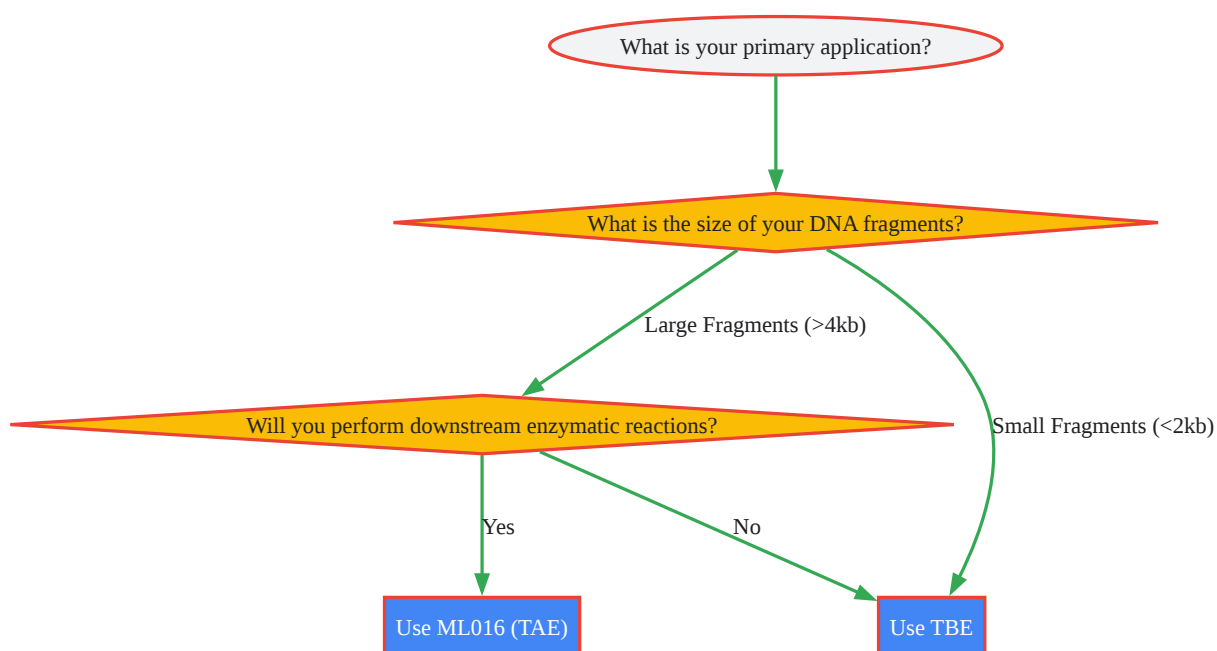 What is your primary application?
What is the size of your DNA fragments?
Large Fragments (>4kb)
Will you perform downstream enzymatic reactions?
Small Fragments (<2kb)
Yes
No
Use ML016 (TAE)
Use TBE